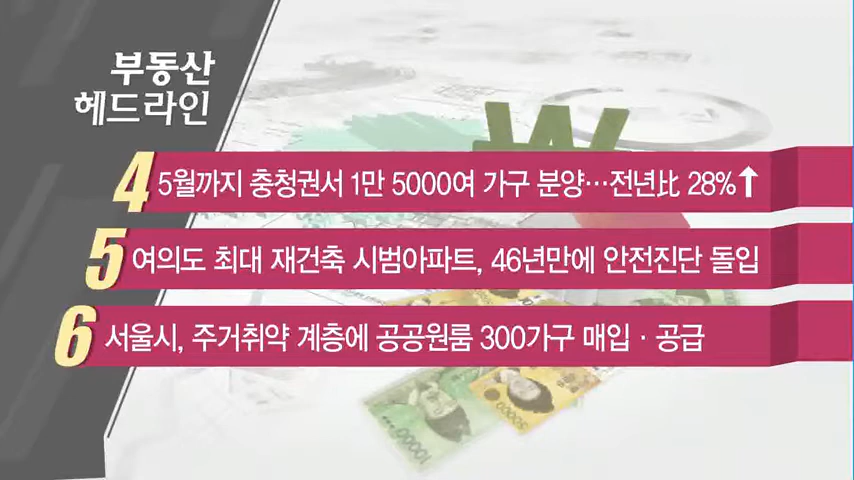 부동산
헤드라인
4 5월까지 충청권서 1만 5000여 가구 분양…전년比 28%↑
5 여의도 최대 재건축 시범아파트, 46년만에 안전진단 돌입
6 서울시, 주거취약 계층에 공공원룸 300가구 매입·공급
W
10000